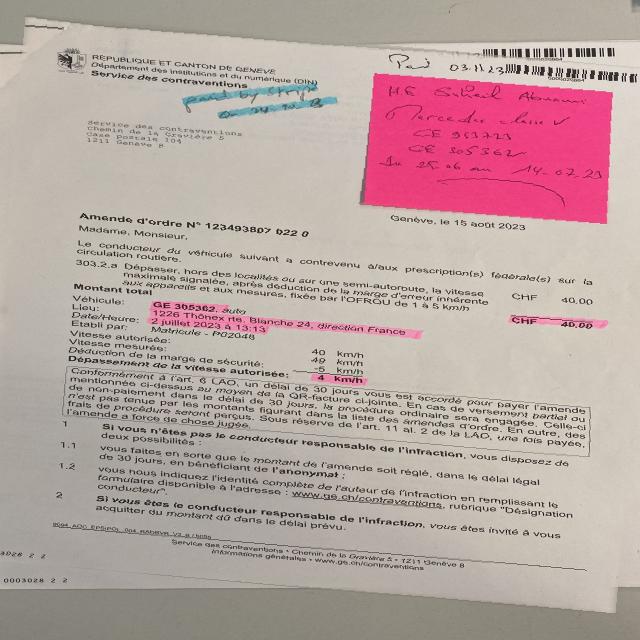 REPUBLIQUE ET CANTON DE GENEVE
Département des institutions et du numérique (DIN)
Service des contraventions
Payé 03.11.23
paid by
Mercedes classe V
GE 305362
Du 25.06 au 14-07.23
Service des contraventions
Chemin de la Gravière 5
Case postale 104
1211 Genève 8
Genève, le 15 août 2023
Amende d'ordre N° 123493807 022 0
Madame, Monsieur,
Le conducteur du véhicule suivant a contrevenu à/aux prescription(s) fédérale(s) sur la
circulation routière.
303.2.a Dépasser, hors des localités ou sur une semi-autoroute, la vitesse
maximale signalée, après déduction de la marge d'erreur inhérente
aux appareils et aux mesures, fixée par l'OFROU de 1 à 5 km/h CHF 40.00
Montant total CHF 40.00
Véhicule: GE 305362, auto
Lieu: 1226 Thônex rte. Blanche 24, direction France
Date/Heure: 2 juillet 2023 à 13:13
Etabli par: Matricule - P02048
Vitesse autorisée: 40 km/h
Vitesse mesurée: 49 km/h
Déduction de la marge de sécurité: -5 km/h
Dépassement de la vitesse autorisée: 4 km/h
Conformément à l'art. 6 LAO, un délai de 30 jours vous est accordé pour payer l'amende
mentionnée ci-dessus au moyen de la QR-facture ci-jointe. En cas de versement partiel ou
de non-paiement dans le délai de 30 jours, la procédure ordinaire sera engagée. Celle-ci
n'est pas tenue par les montants figurant dans la liste des amendes d'ordre. En outre, des
frais de procédure seront perçus. Sous réserve de l'art. 11 al. 2 de la LAO, une fois payée,
l'amende a force de chose jugée.
1 Si vous n'êtes pas le conducteur responsable de l'infraction, vous disposez de
deux possibilités :
1.1 vous faites en sorte que le montant de l'amende soit réglé, dans le délai légal
de 30 jours, en bénéficiant de l'anonymat ;
1.2 vous nous indiquez l'identité complète de l'auteur de l'infraction en remplissant le
formulaire disponible à l'adresse : www.ge.ch/contraventions, rubrique "Désignation
conducteur".
2 Si vous êtes le conducteur responsable de l'infraction, vous êtes invité à vous
acquitter du montant dû dans le délai prévu.
Service des contraventions • Chemin de la Gravière 5 • 1211 Genève 8
Informations générales • www.ge.ch/contraventions
3028 2 2
0003028 2 2